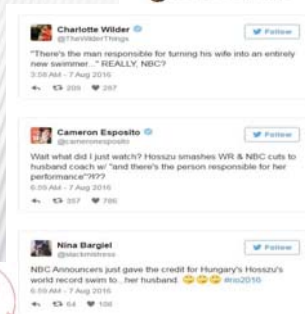 Charlotte Wilder
@TheWilderThings
Follow
"There's the man responsible for turning his wife into an entirely
new swimmer..." REALLY, NBC?
3:59 AM - 7 Aug 2016
209 287
Cameron Esposito
@cameronesposito
Follow
Wait what did I just watch? Hosszu smashes WR & NBC cuts to
husband coach w/ "and there's the person responsible for her
performance"?!??
6:39 AM - 7 Aug 2016
357 786
Nina Bargiel
@slackmistress
Follow
NBC Announcers just gave the credit for Hungary's Hosszu's
world record swim to...her husband. 🙄🙄🙄 #rio2016
6:39 AM - 7 Aug 2016
64 108